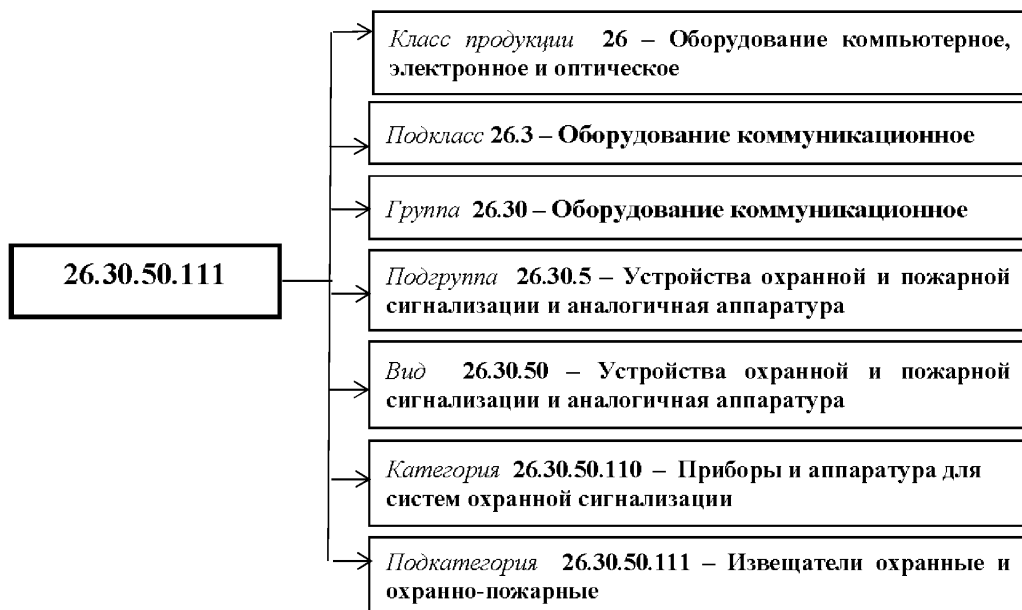 Класс продукции 26 – Оборудование компьютерное,
электронное и оптическое
Подкласс 26.3 – Оборудование коммуникационное
Группа 26.30 – Оборудование коммуникационное
26.30.50.111
Подгруппа 26.30.5 – Устройства охранной и пожарной
сигнализации и аналогичная аппаратура
Вид 26.30.50 – Устройства охранной и пожарной
сигнализации и аналогичная аппаратура
Категория 26.30.50.110 – Приборы и аппаратура для
систем охранной сигнализации
Подкатегория 26.30.50.111 – Извещатели охранные и
охранно-пожарные